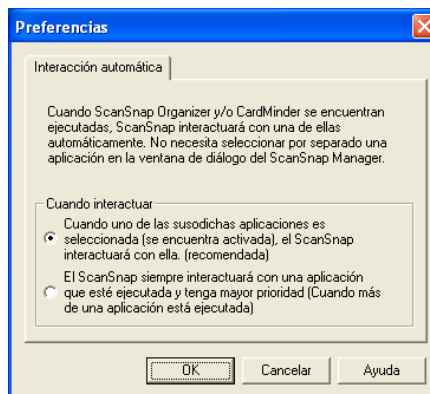 Preferencias
Interacción automática
Cuando ScanSnap Organizer y/o CardMinder se encuentran
ejecutadas, ScanSnap interactuará con una de ellas
automáticamente. No necesita seleccionar por separado una
aplicación en la ventana de diálogo del ScanSnap Manager.
Cuando interactuar
Cuando uno de las susodichas aplicaciones es
seleccionada (se encuentra activada), el ScanSnap
interactuará con ella. (recomendada)
El ScanSnap siempre interactuará con una aplicación
que esté ejecutada y tenga mayor prioridad (Cuando más
de una aplicación está ejecutada)
OK Cancelar Ayuda